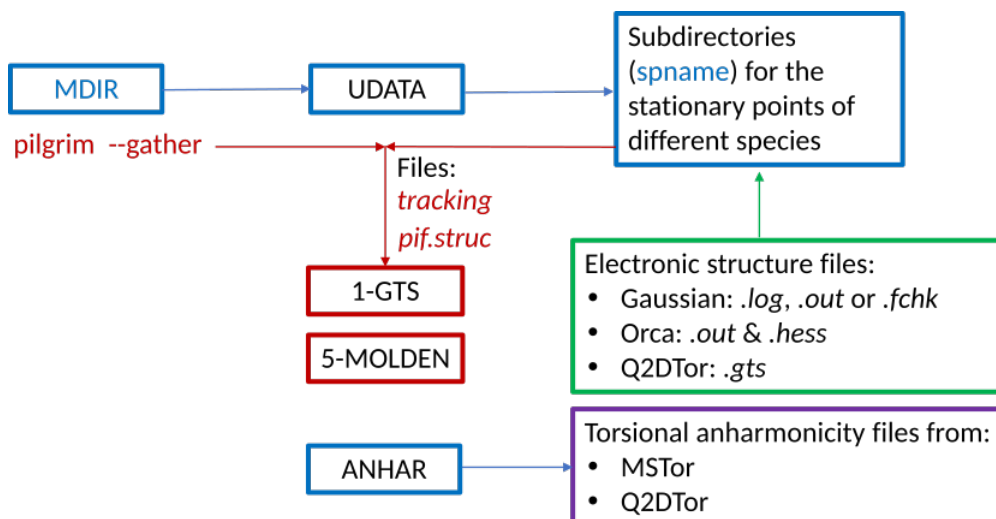 MDIR
UDATA
Subdirectories
(spname) for the
stationary points of
different species
pilgrim --gather
Files:
tracking
pif.struc
1-GTS
5-MOLDEN
Electronic structure files:
• Gaussian: .log, .out or .fchk
• Orca: .out & .hess
• Q2DTor: .gts
ANHAR
Torsional anharmonicity files from:
• MSTor
• Q2DTor